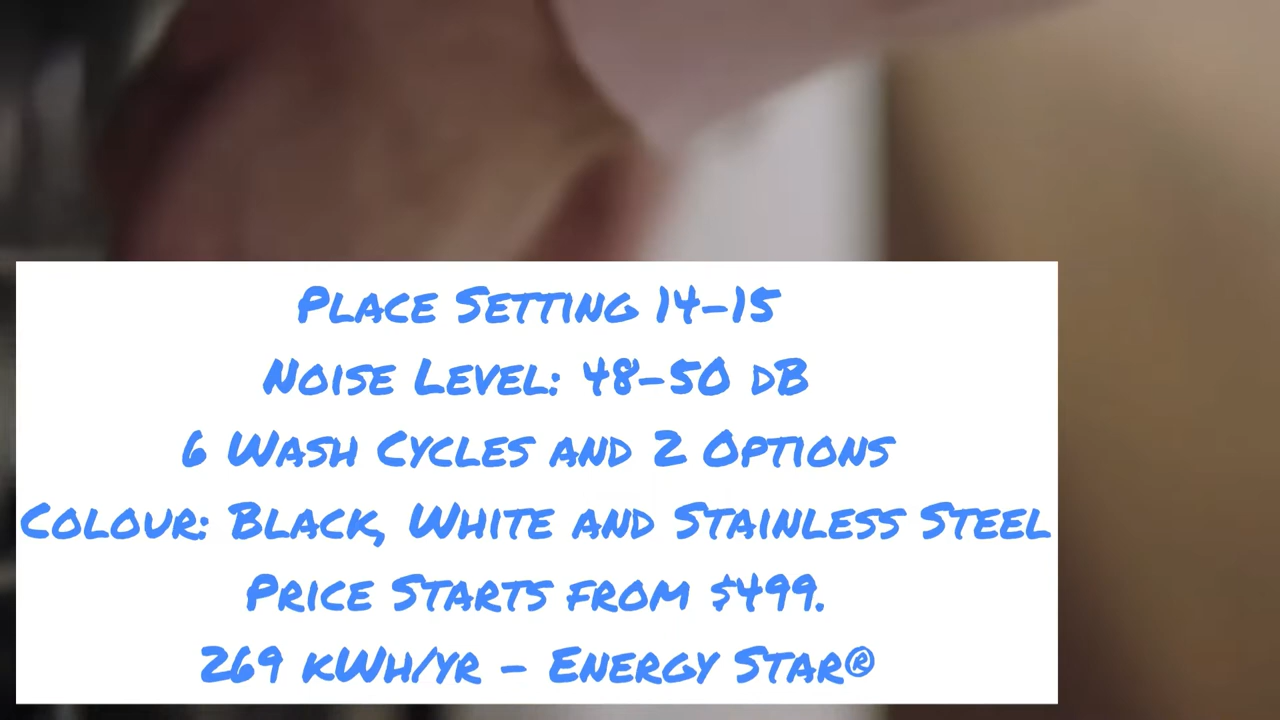 Place Setting 14-15
Noise Level: 48-50 dB
6 Wash Cycles and 2 Options
Colour: Black, White and Stainless Steel
Price Starts from $499.
269 kWh/yr - Energy Star®